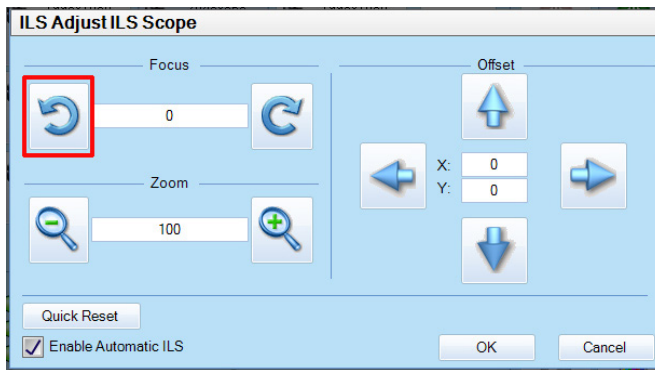 ILS Adjust ILS Scope
Focus
0
Zoom
100
Offset
X: 0
Y: 0
Quick Reset
Enable Automatic ILS
OK
Cancel